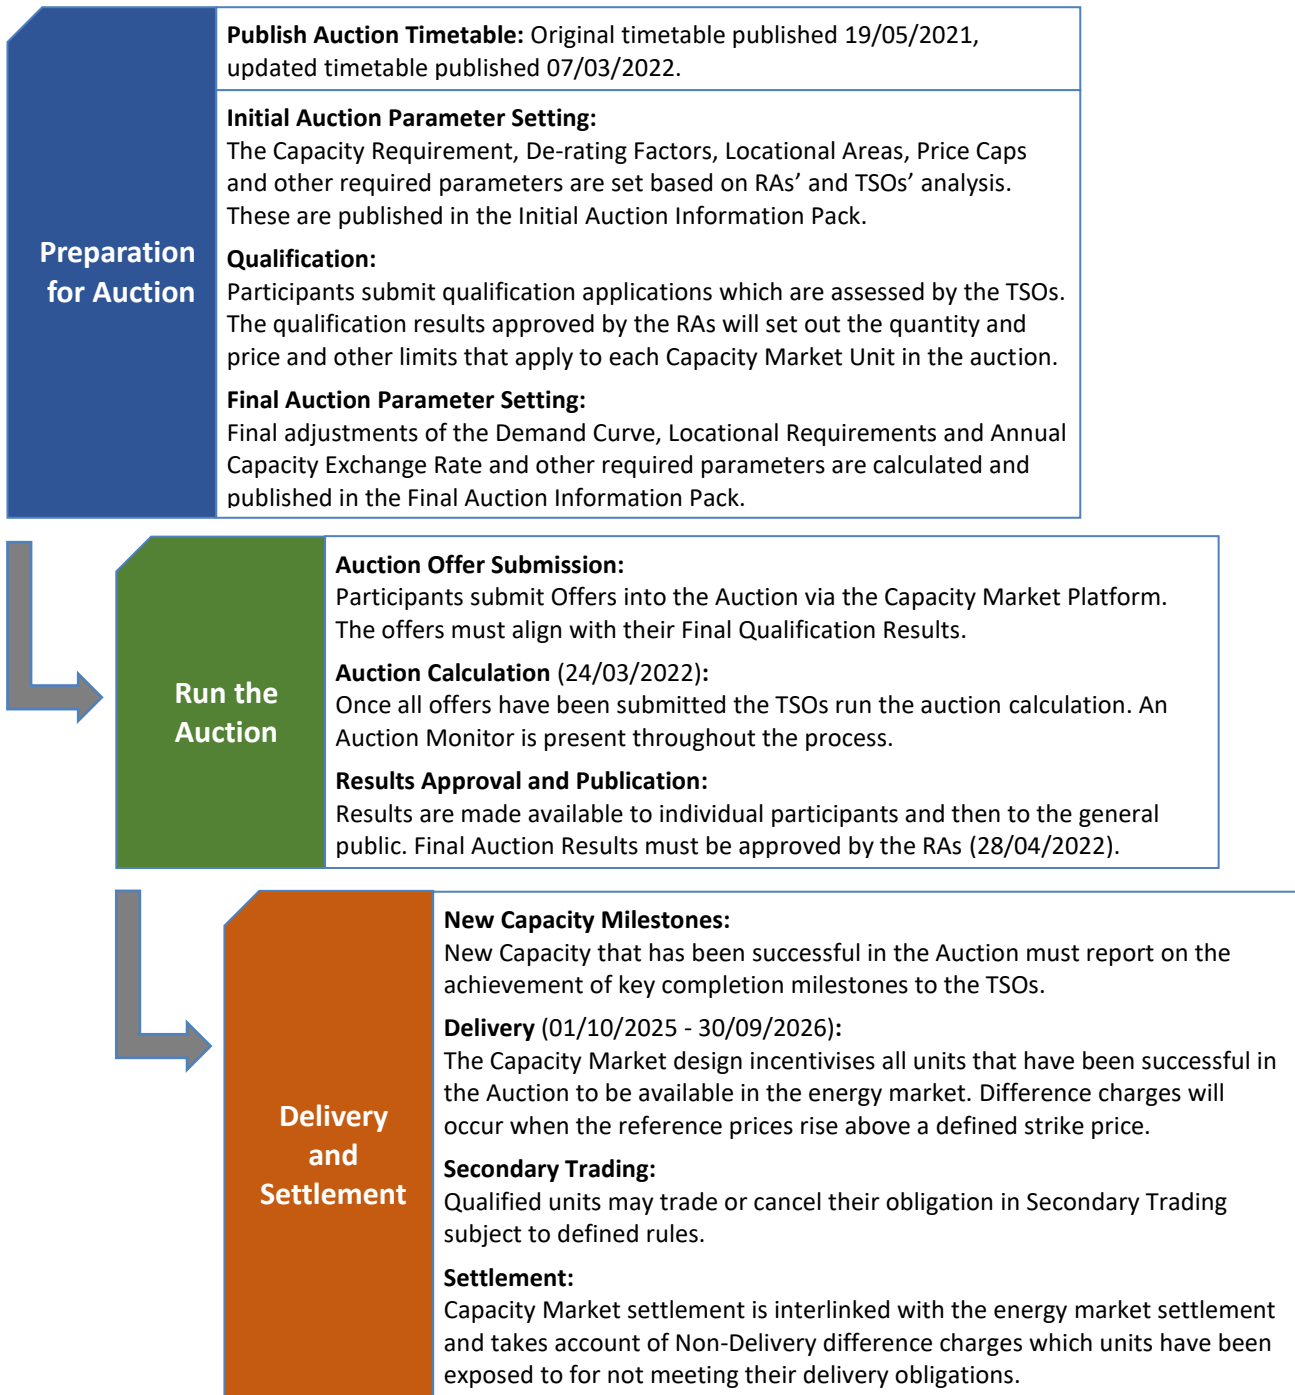 Preparation
for Auction
Publish Auction Timetable: Original timetable published 19/05/2021,
updated timetable published 07/03/2022.
Initial Auction Parameter Setting:
The Capacity Requirement, De-rating Factors, Locational Areas, Price Caps
and other required parameters are set based on RAs’ and TSOs’ analysis.
These are published in the Initial Auction Information Pack.
Qualification:
Participants submit qualification applications which are assessed by the TSOs.
The qualification results approved by the RAs will set out the quantity and
price and other limits that apply to each Capacity Market Unit in the auction.
Final Auction Parameter Setting:
Final adjustments of the Demand Curve, Locational Requirements and Annual
Capacity Exchange Rate and other required parameters are calculated and
published in the Final Auction Information Pack.
Run the
Auction
Auction Offer Submission:
Participants submit Offers into the Auction via the Capacity Market Platform.
The offers must align with their Final Qualification Results.
Auction Calculation (24/03/2022):
Once all offers have been submitted the TSOs run the auction calculation. An
Auction Monitor is present throughout the process.
Results Approval and Publication:
Results are made available to individual participants and then to the general
public. Final Auction Results must be approved by the RAs (28/04/2022).
Delivery
and
Settlement
New Capacity Milestones:
New Capacity that has been successful in the Auction must report on the
achievement of key completion milestones to the TSOs.
Delivery (01/10/2025 - 30/09/2026):
The Capacity Market design incentivises all units that have been successful in
the Auction to be available in the energy market. Difference charges will
occur when the reference prices rise above a defined strike price.
Secondary Trading:
Qualified units may trade or cancel their obligation in Secondary Trading
subject to defined rules.
Settlement:
Capacity Market settlement is interlinked with the energy market settlement
and takes account of Non-Delivery difference charges which units have been
exposed to for not meeting their delivery obligations.